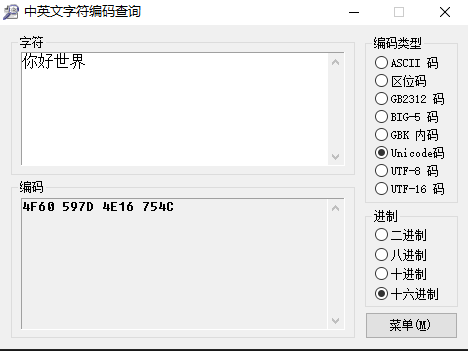 中英文字符编码查询
字符
你好世界
编码
4F60 597D 4E16 754C
编码类型
ASCII 码
区位码
GB2312 码
BIG-5 码
GBK 内码
Unicode码
UTF-8 码
UTF-16 码
进制
二进制
八进制
十进制
十六进制
菜单(M)